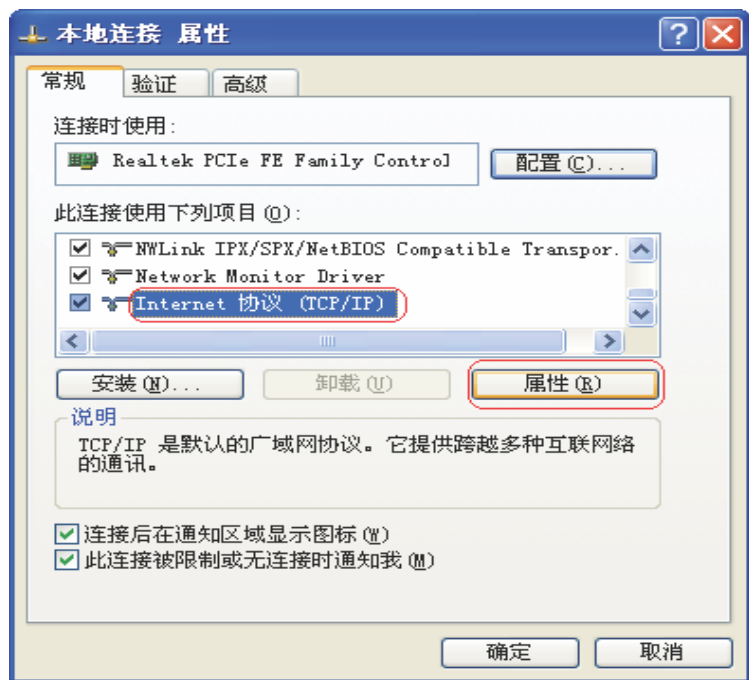 本地连接 属性
常规 验证 高级
连接时使用:
Realtek PCIe FE Family Control 配置(C)...
此连接使用下列项目(O):
NWLink IPX/SPX/NetBIOS Compatible Transpor.
Network Monitor Driver
Internet 协议 (TCP/IP)
安装(N)... 卸载(U) 属性(R)
说明
TCP/IP 是默认的广域网协议。它提供跨越多种互联网络
的通讯。
连接后在通知区域显示图标(W)
此连接被限制或无连接时通知我(M)
确定 取消